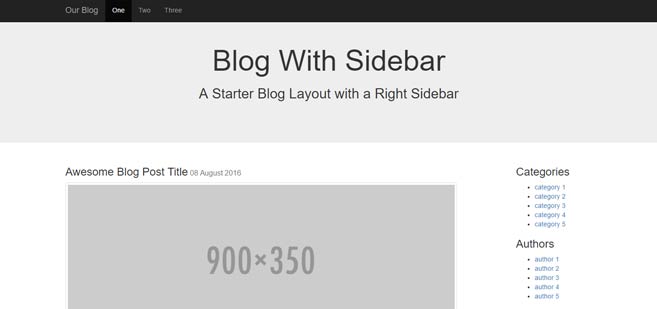 Our Blog One Two Three
Blog With Sidebar
A Starter Blog Layout with a Right Sidebar
Awesome Blog Post Title 08 August 2016
900×350
Categories
category 1
category 2
category 3
category 4
category 5
Authors
author 1
author 2
author 3
author 4
author 5